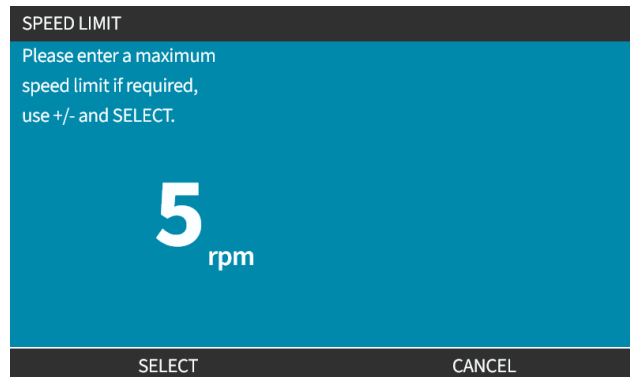 SPEED LIMIT
Please enter a maximum
speed limit if required,
use +/- and SELECT.
5 rpm
SELECT CANCEL